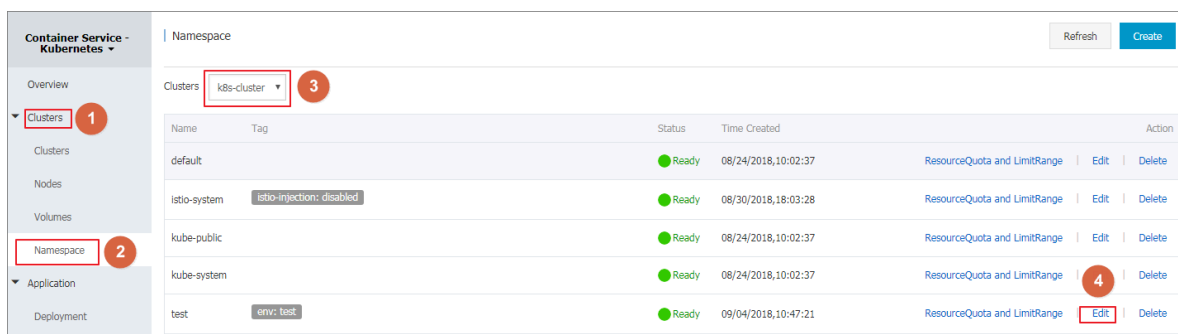 Container Service -
Kubernetes
Overview
Clusters
1
Clusters
Nodes
Volumes
Namespace
2
Application
Deployment
Namespace
Refresh
Create
Clusters
k8s-cluster
3
Name Tag Status Time Created Action
default Ready 08/24/2018,10:02:37 ResourceQuota and LimitRange | Edit | Delete
istio-system istio-injection: disabled Ready 08/30/2018,18:03:28 ResourceQuota and LimitRange | Edit | Delete
kube-public Ready 08/24/2018,10:02:37 ResourceQuota and LimitRange | Edit | Delete
kube-system Ready 08/24/2018,10:02:37 ResourceQuota and LimitRange 4 Delete
test env: test Ready 09/04/2018,10:47:21 ResourceQuota and LimitRange | Edit | Delete